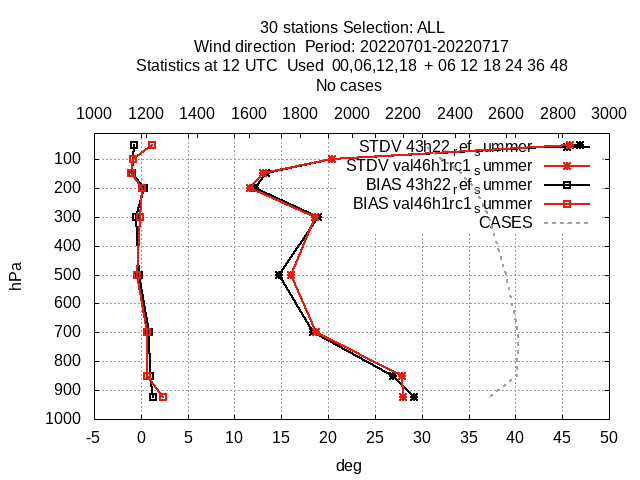 30 stations Selection: ALL
Wind direction  Period: 20220701-20220717
Statistics at 12 UTC  Used  00,06,12,18  + 06 12 18 24 36 48
No cases
1000 1200 1400 1600 1800 2000 2200 2400 2600 2800 3000
STDV 43h22_ref_summer
STDV val46h1rc1_summer
BIAS 43h22_ref_summer
BIAS val46h1rc1_summer
CASES
100
200
300
400
500
600
700
800
900
1000
hPa
-5 0 5 10 15 20 25 30 35 40 45 50
deg